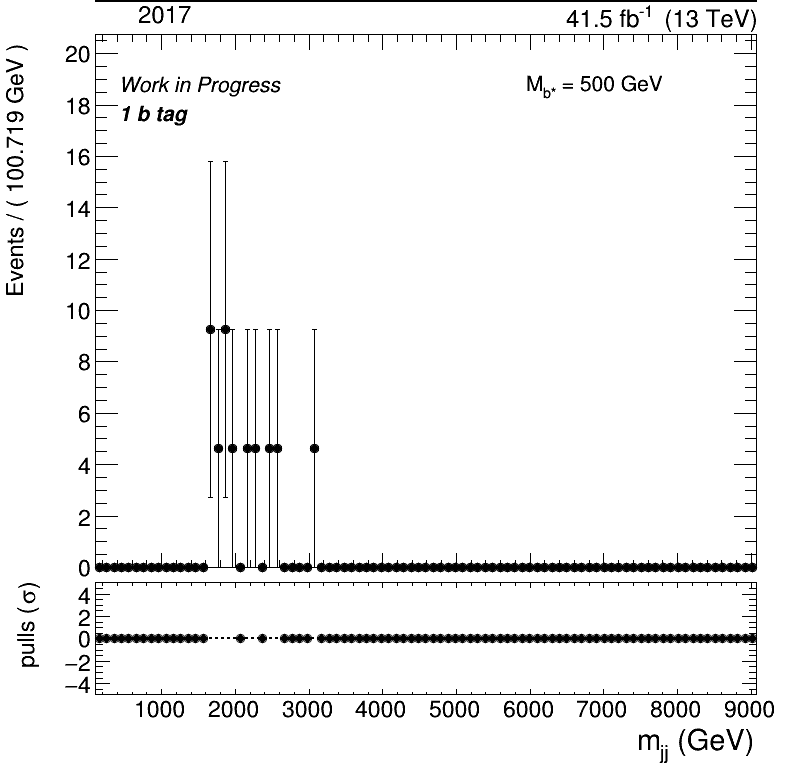 2017 41.5 fb⁻¹ (13 TeV)
Events / ( 100.719 GeV )
Work in Progress
1 b tag
M_b* = 500 GeV
20
18
16
14
12
10
8
6
4
2
0
pulls (σ)
4
2
0
−2
−4
1000 2000 3000 4000 5000 6000 7000 8000 9000
m_jj (GeV)